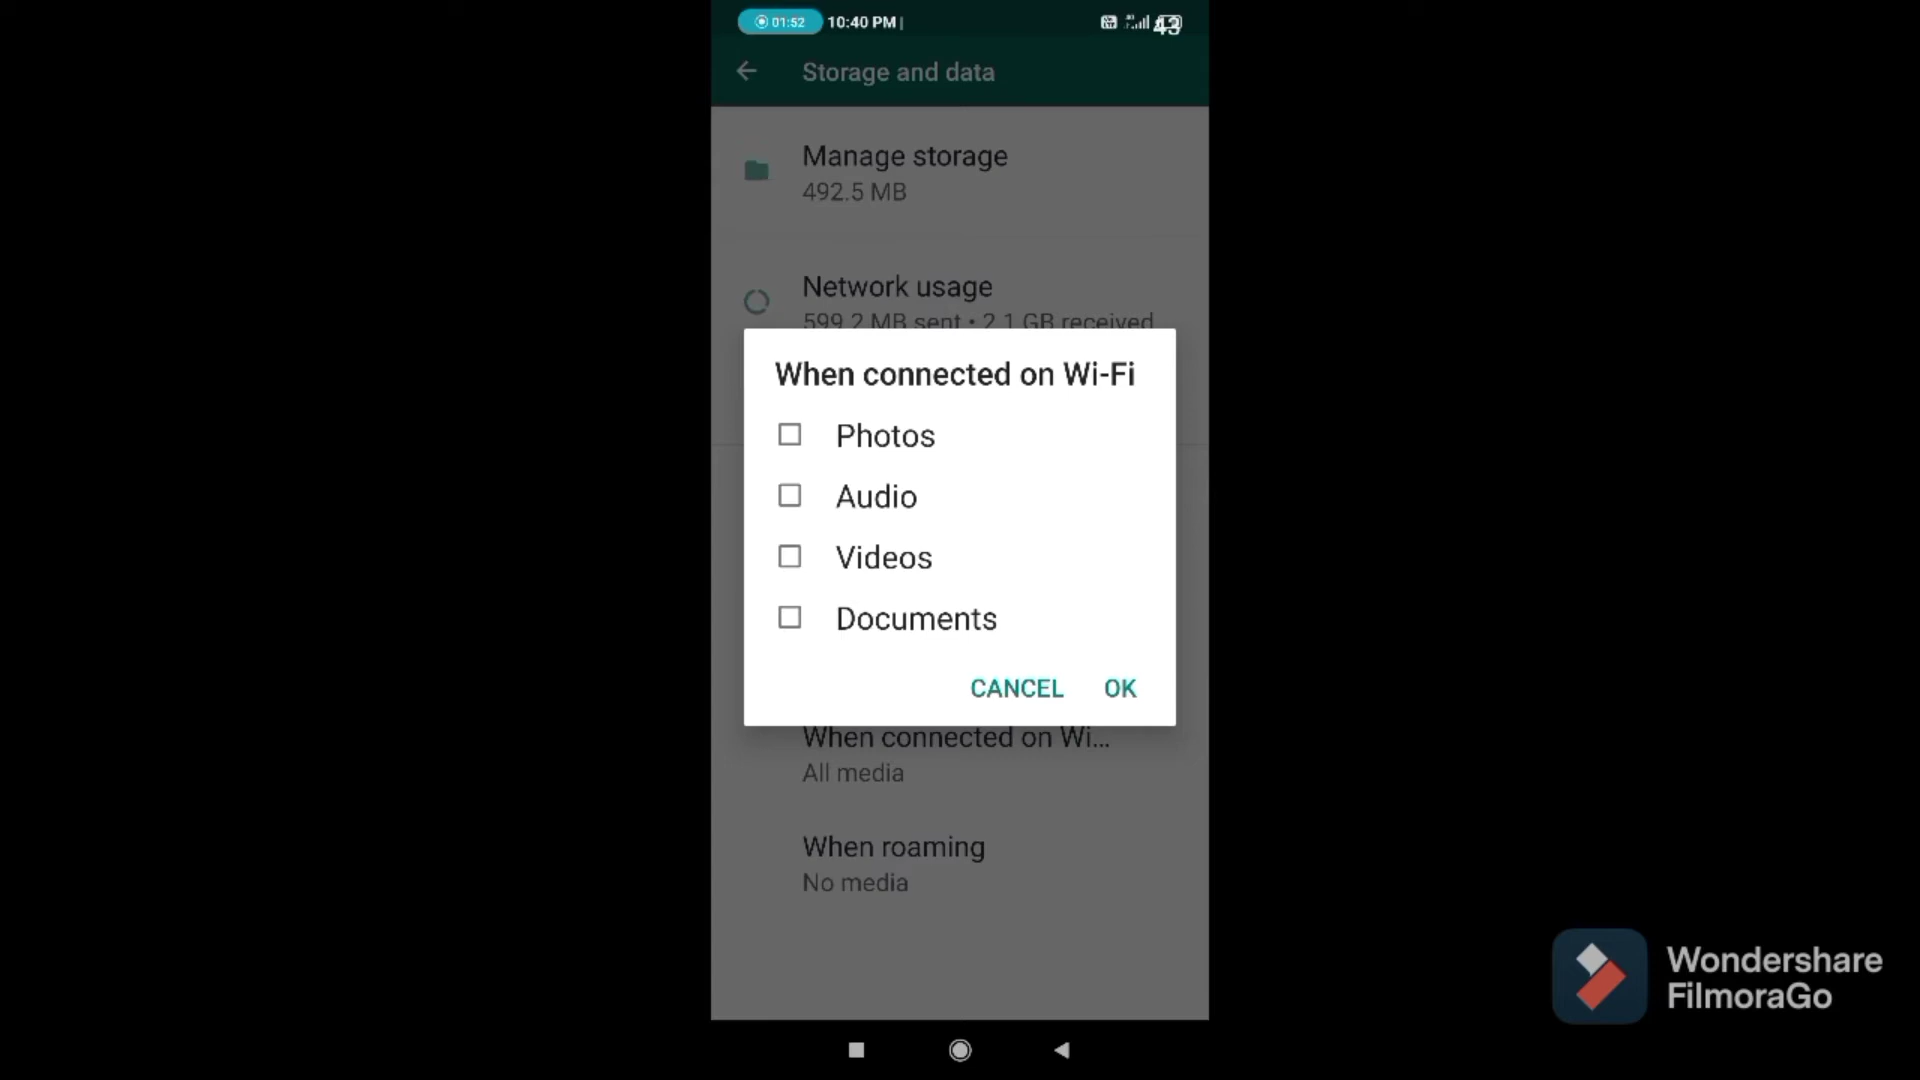 01:52 10:40 PM | 43
Storage and data
Manage storage
492.5 MB
Network usage
599.2 MB sent • 2.1 GB received
When connected on Wi-Fi
Photos
Audio
Videos
Documents
CANCEL OK
When connected on Wi...
All media
When roaming
No media
Wondershare
FilmoraGo